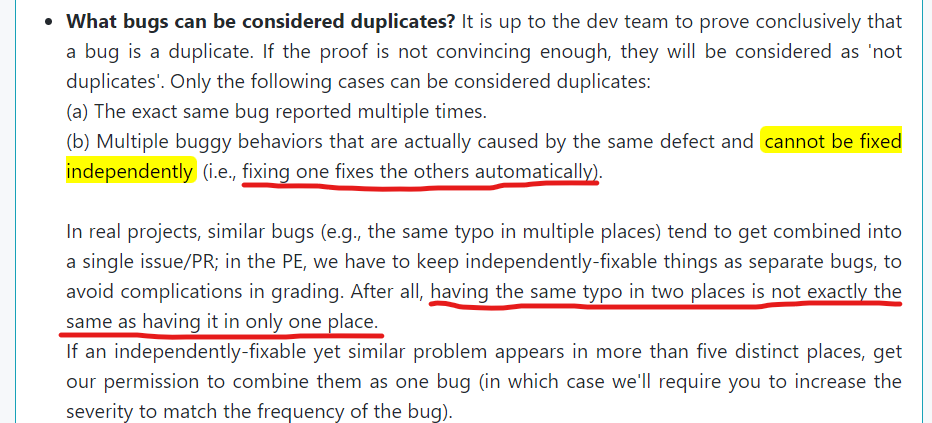 What bugs can be considered duplicates? It is up to the dev team to prove conclusively that
a bug is a duplicate. If the proof is not convincing enough, they will be considered as 'not
duplicates'. Only the following cases can be considered duplicates:
(a) The exact same bug reported multiple times.
(b) Multiple buggy behaviors that are actually caused by the same defect and cannot be fixed
independently (i.e., fixing one fixes the others automatically).
In real projects, similar bugs (e.g., the same typo in multiple places) tend to get combined into
a single issue/PR; in the PE, we have to keep independently-fixable things as separate bugs, to
avoid complications in grading. After all, having the same typo in two places is not exactly the
same as having it in only one place.
If an independently-fixable yet similar problem appears in more than five distinct places, get
our permission to combine them as one bug (in which case we'll require you to increase the
severity to match the frequency of the bug).